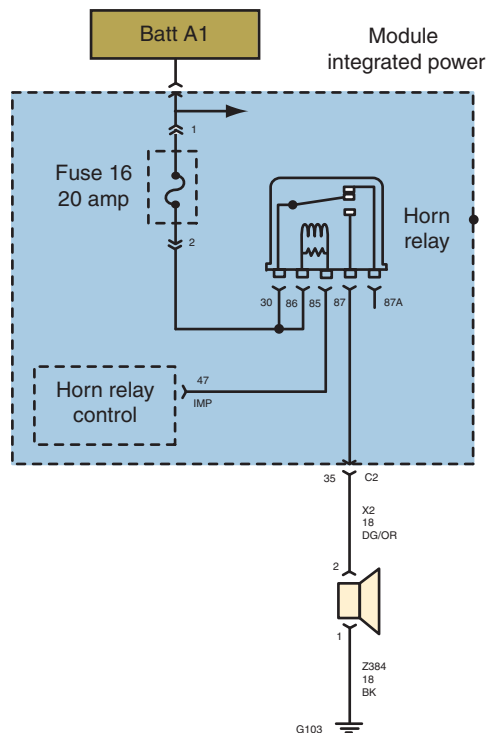 Batt A1
Module
integrated power
1
Fuse 16
20 amp
2
Horn
relay
30
86
85
87
87A
Horn relay
control
47
IMP
35
C2
X2
18
DG/OR
2
1
Z384
18
BK
G103